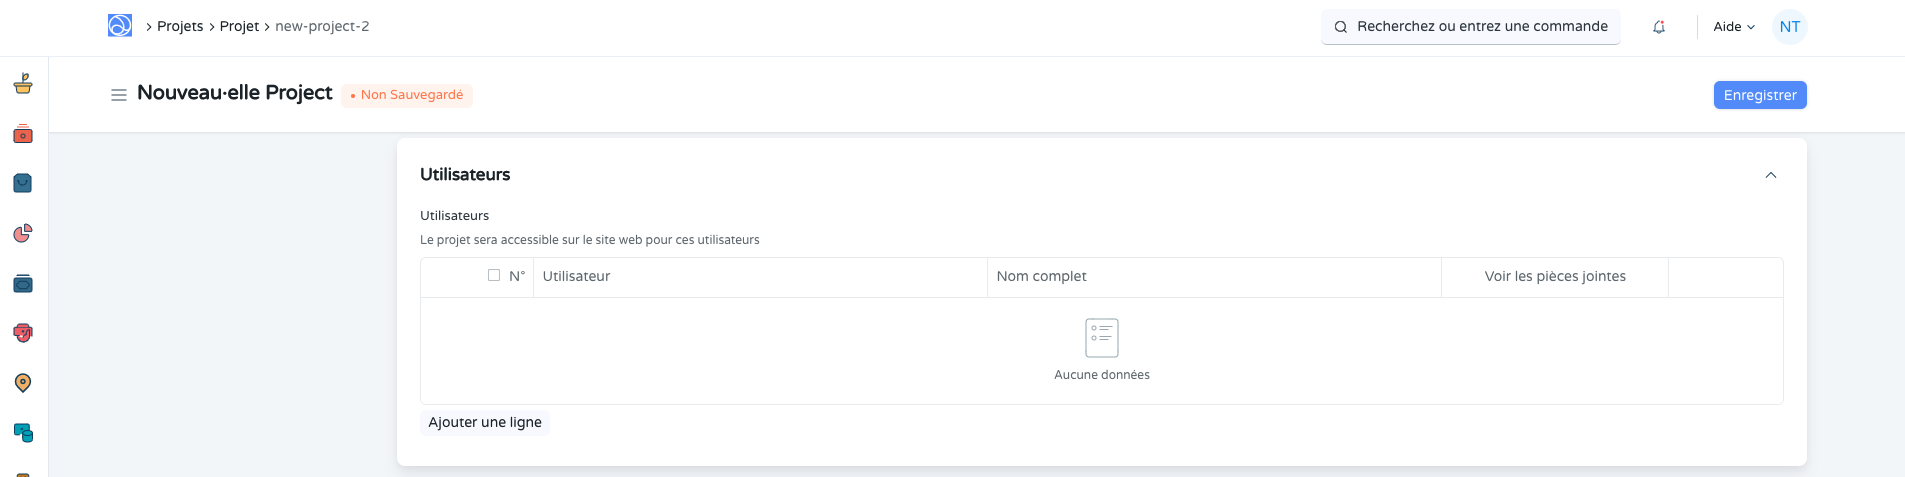 Projets Projet new-project-2
Recherchez ou entrez une commande
Aide
NT
Nouveau·elle Project
Non Sauvegardé
Enregistrer
Utilisateurs
Utilisateurs
Le projet sera accessible sur le site web pour ces utilisateurs
N° Utilisateur Nom complet Voir les pièces jointes
Aucune données
Ajouter une ligne